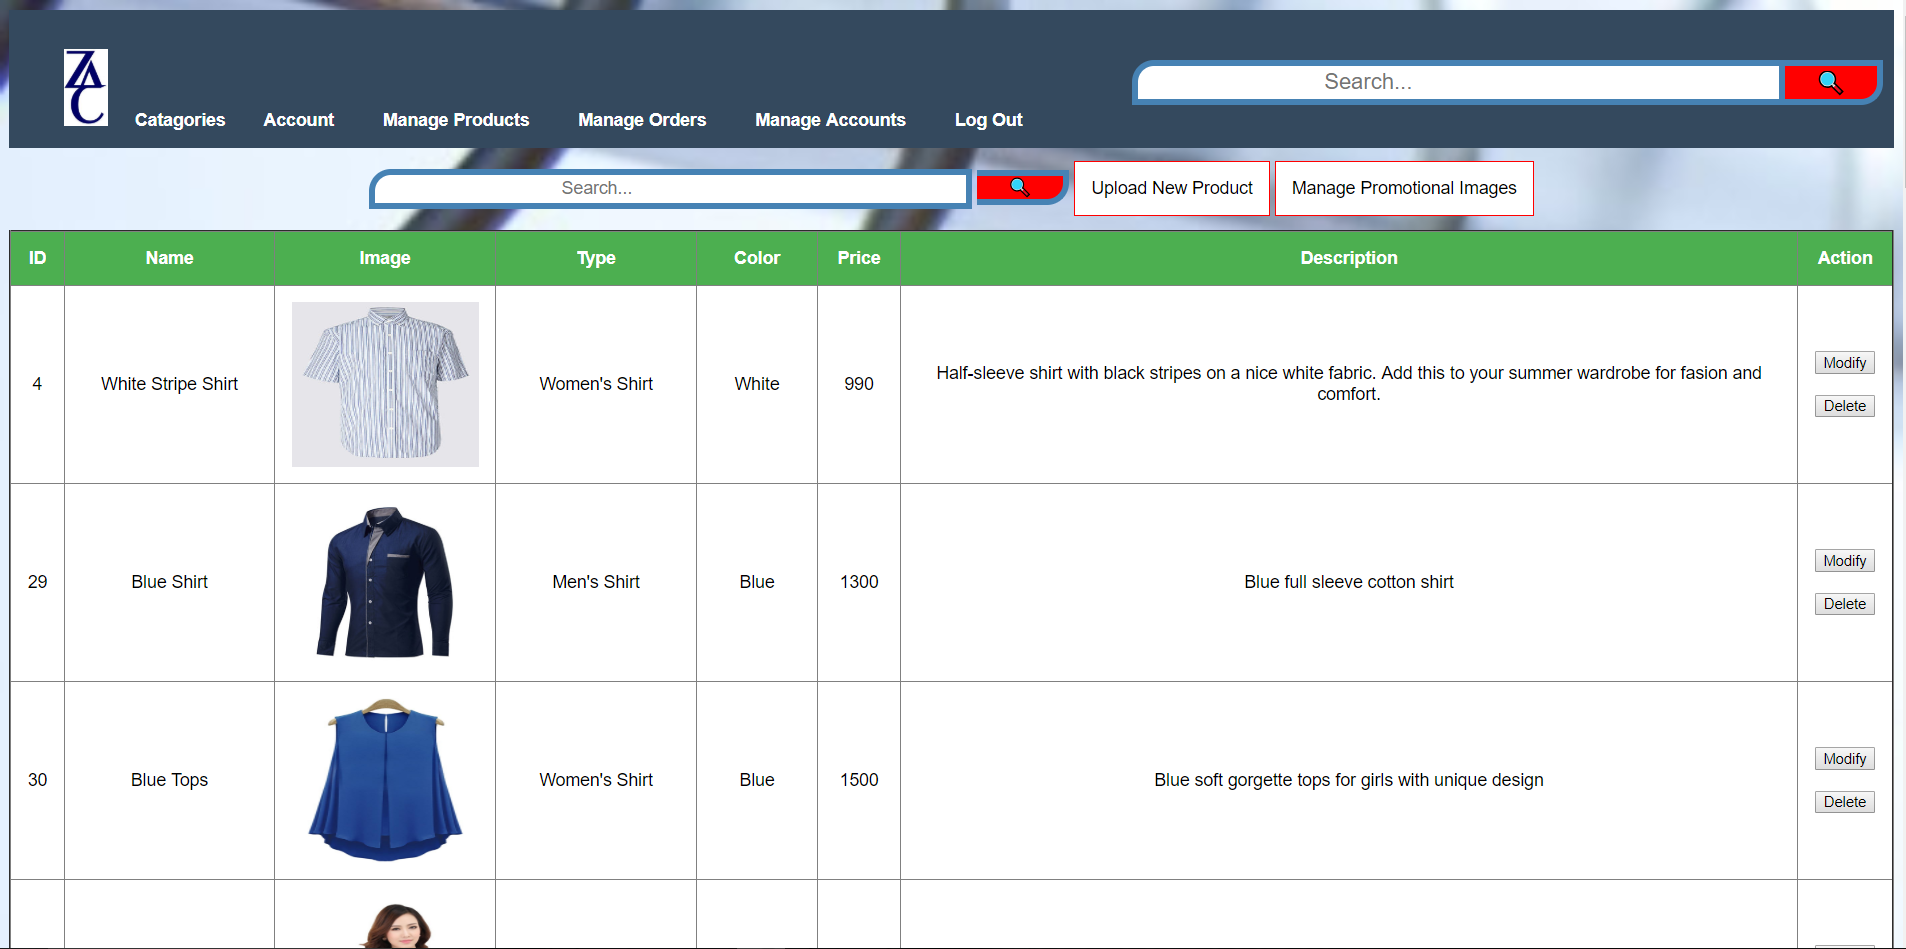 ZAC
Catagories Account Manage Products Manage Orders Manage Accounts Log Out
Search...
Search...
Upload New Product
Manage Promotional Images
ID Name Image Type Color Price Description Action
4 White Stripe Shirt Women's Shirt White 990
Half-sleeve shirt with black stripes on a nice white fabric. Add this to your summer wardrobe for fasion and
comfort.
Modify
Delete
29 Blue Shirt Men's Shirt Blue 1300 Blue full sleeve cotton shirt
Modify
Delete
30 Blue Tops Women's Shirt Blue 1500 Blue soft gorgette tops for girls with unique design
Modify
Delete